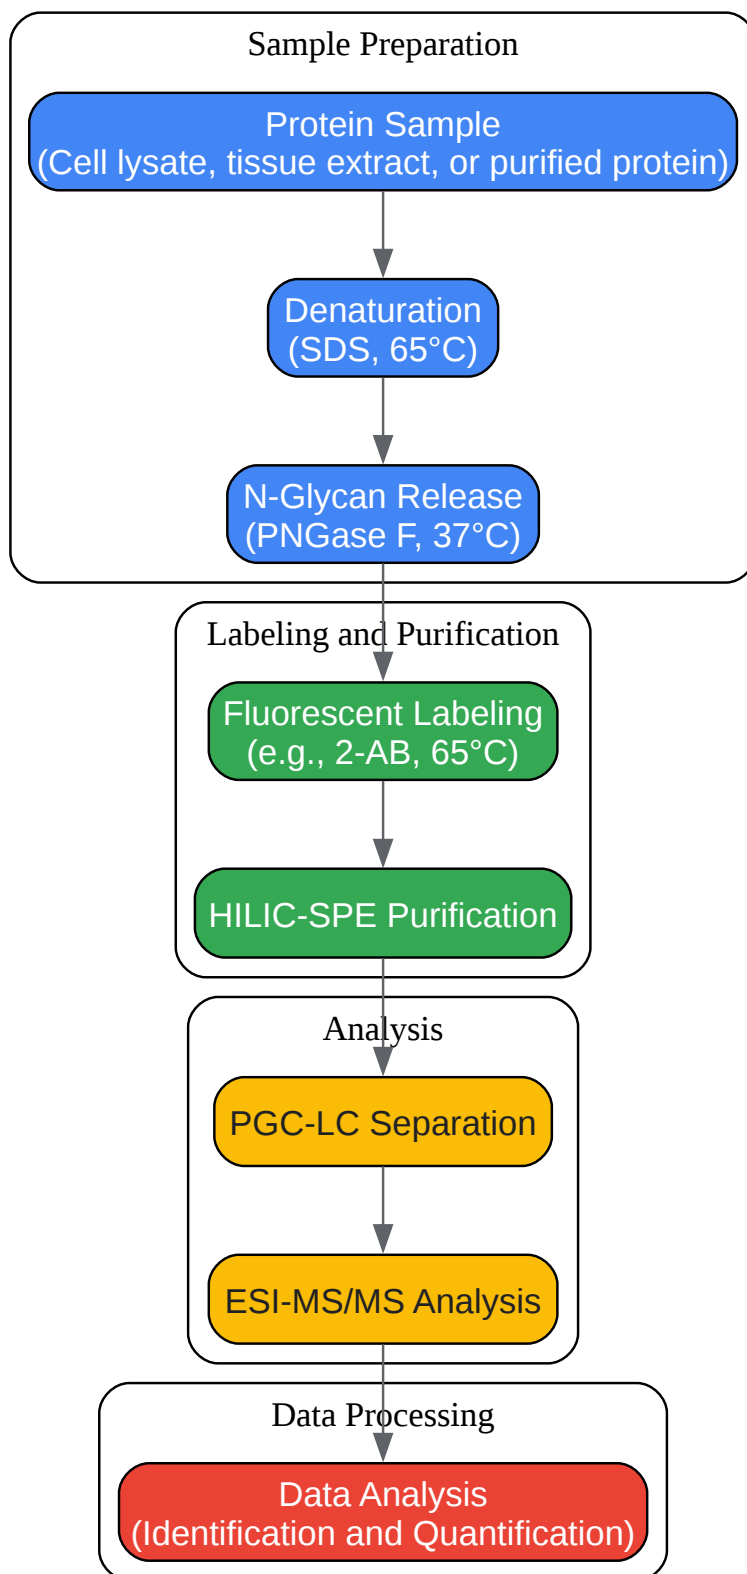 Sample Preparation
Protein Sample
(Cell lysate, tissue extract, or purified protein)
Denaturation
(SDS, 65°C)
N-Glycan Release
(PNGase F, 37°C)
Labeling and Purification
Fluorescent Labeling
(e.g., 2-AB, 65°C)
HILIC-SPE Purification
Analysis
PGC-LC Separation
ESI-MS/MS Analysis
Data Processing
Data Analysis
(Identification and Quantification)